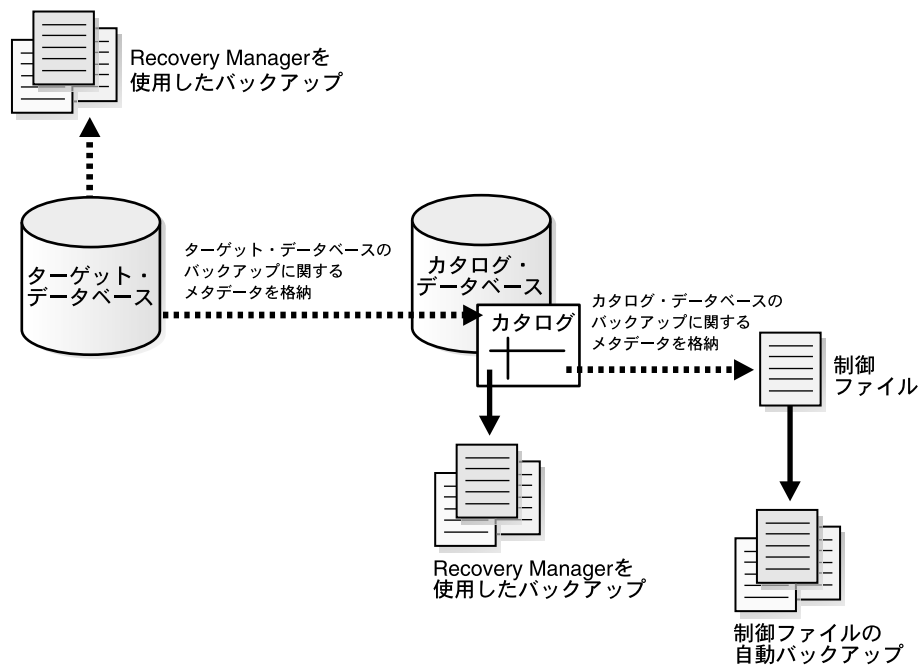 Recovery Managerを
使用したバックアップ
ターゲット・
データベース
ターゲット・データベースの
バックアップに関する
メタデータを格納
カタログ・
データベース
カタログ
カタログ・データベースの
バックアップに関する
メタデータを格納
制御
ファイル
Recovery Managerを
使用したバックアップ
制御ファイルの
自動バックアップ